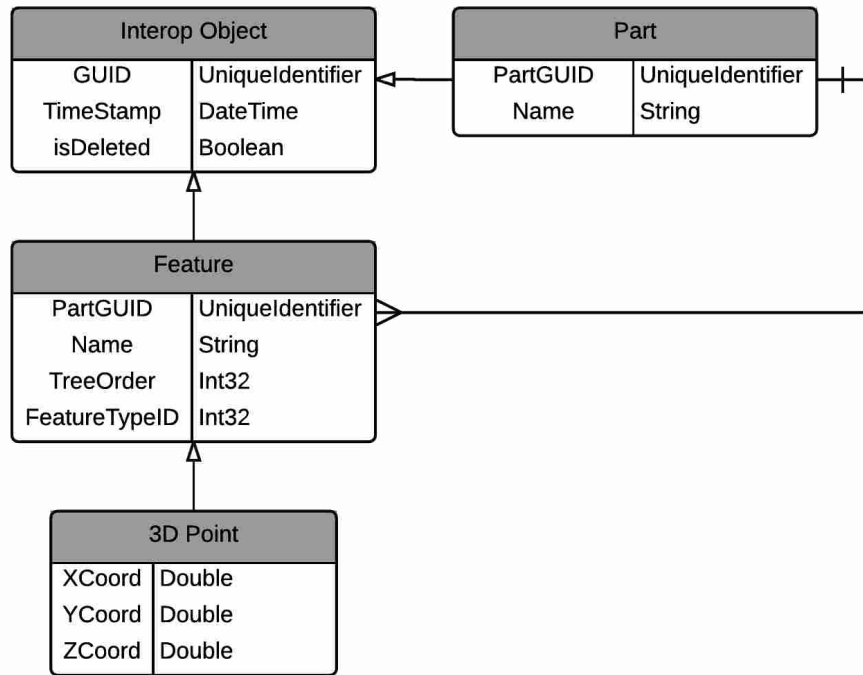 Interop Object
GUID UniqueIdentifier
TimeStamp DateTime
isDeleted Boolean
Part
PartGUID UniqueIdentifier
Name String
Feature
PartGUID UniqueIdentifier
Name String
TreeOrder Int32
FeatureTypeID Int32
3D Point
XCoord Double
YCoord Double
ZCoord Double